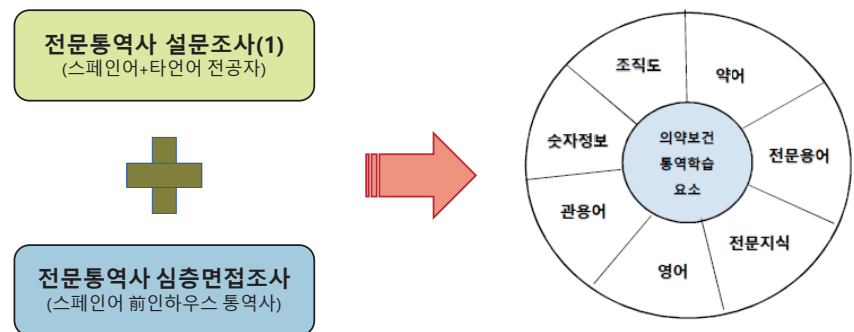 전문통역사 설문조사(1)
(스페인어+타언어 전공자)
전문통역사 심층면접조사
(스페인어 前인하우스 통역사)
조직도
약어
숫자정보
의약보건
통역학습
요소
전문용어
관용어
전문지식
영어